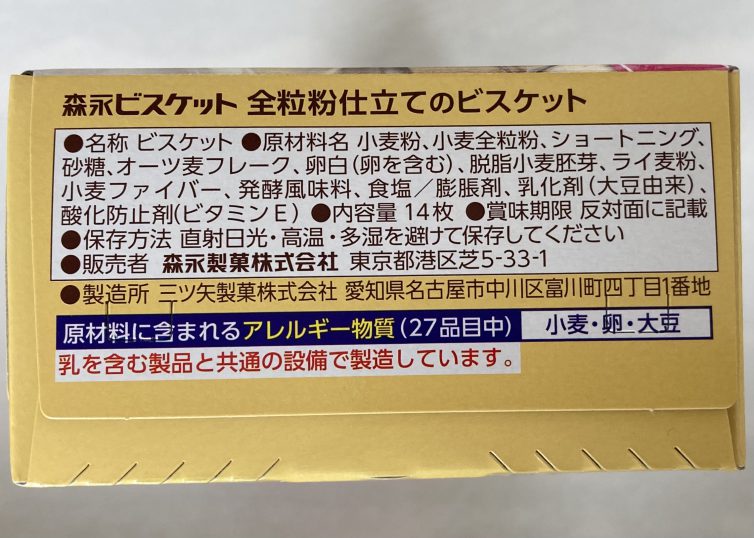 森永ビスケット 全粒粉仕立てのビスケット
●名称 ビスケット ●原材料名 小麦粉、小麦全粒粉、ショートニング、
砂糖、オーツ麦フレーク、卵白(卵を含む)、脱脂小麦胚芽、ライ麦粉、
小麦ファイバー、発酵風味料、食塩／膨脹剤、乳化剤(大豆由来)、
酸化防止剤(ビタミンE) ●内容量 14枚 ●賞味期限 反対面に記載
●保存方法 直射日光・高温・多湿を避けて保存してください
●販売者 森永製菓株式会社 東京都港区芝5-33-1
●製造所 三ツ矢製菓株式会社 愛知県名古屋市中川区富川町四丁目1番地
原材料に含まれるアレルギー物質(27品目中) 小麦・卵・大豆
乳を含む製品と共通の設備で製造しています。